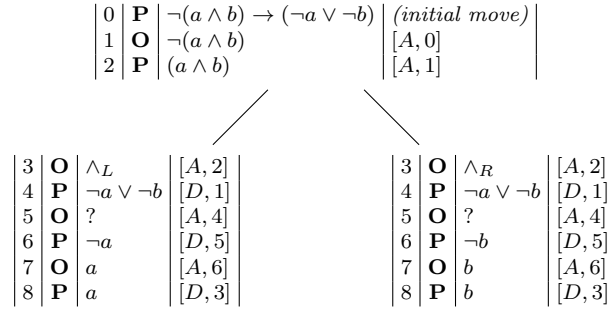 0 P ¬(a ∧ b) → (¬a ∨ ¬b) (initial move)
1 O ¬(a ∧ b) [A, 0]
2 P (a ∧ b) [A, 1]
3 O ∧L [A, 2]
4 P ¬a ∨ ¬b [D, 1]
5 O ? [A, 4]
6 P ¬a [D, 5]
7 O a [A, 6]
8 P a [D, 3]
3 O ∧R [A, 2]
4 P ¬a ∨ ¬b [D, 1]
5 O ? [A, 4]
6 P ¬b [D, 5]
7 O b [A, 6]
8 P b [D, 3]